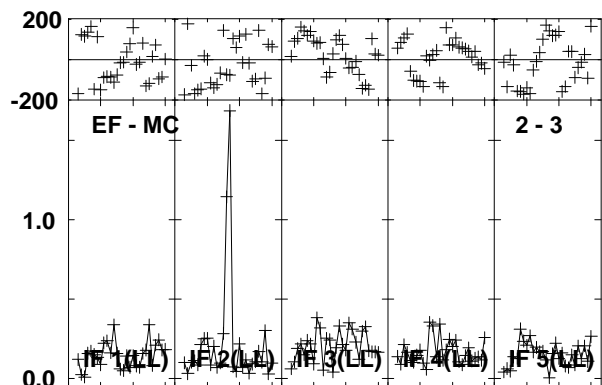 200
-200
EF - MC 2 - 3
1.0
0.0
IF 1(LL) IF 2(LL) IF 3(LL) IF 4(LL) IF 5(LL)